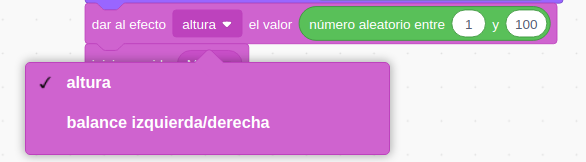 dar al efecto altura el valor número aleatorio entre 1 y 100
altura
balance izquierda/derecha